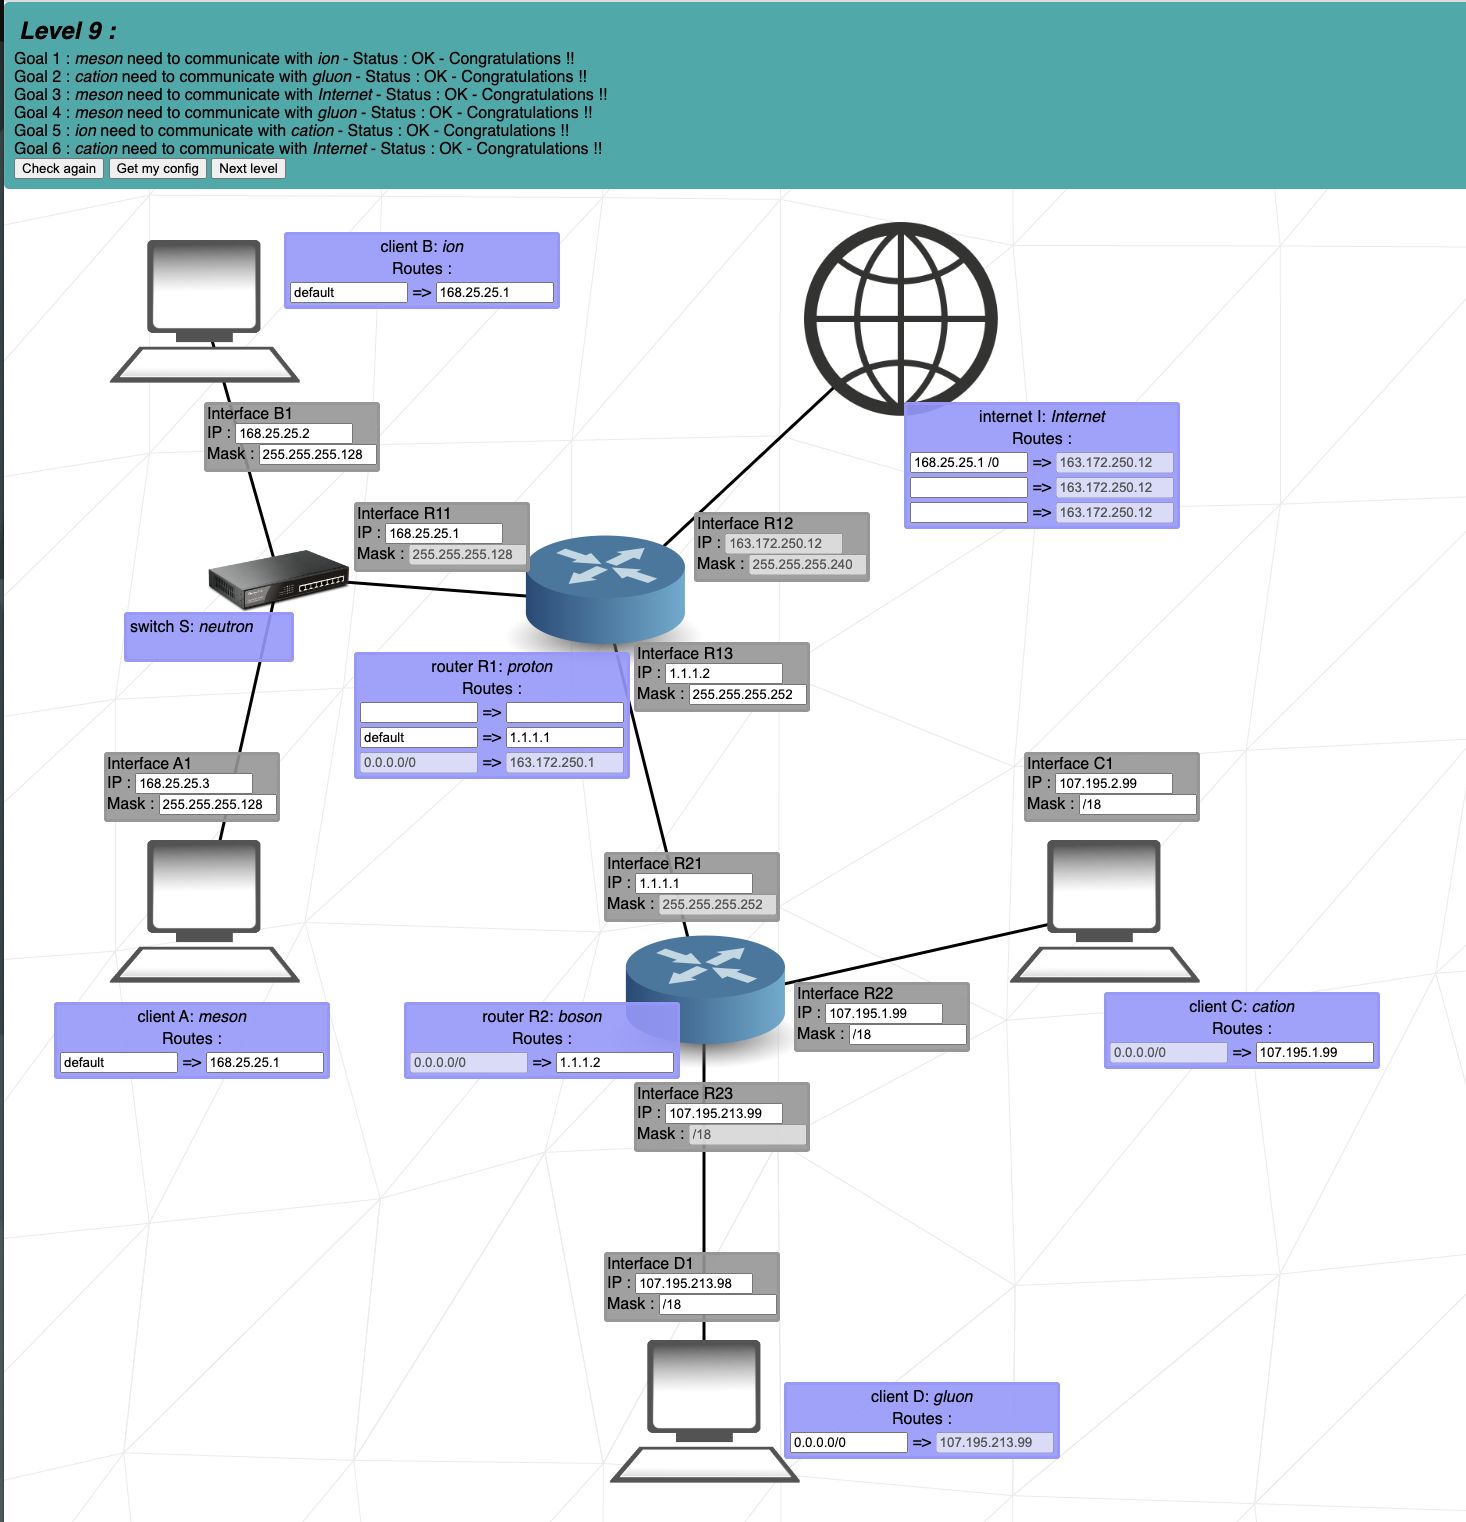 Level 9 :
Goal 1 : meson need to communicate with ion - Status : OK - Congratulations !!
Goal 2 : cation need to communicate with gluon - Status : OK - Congratulations !!
Goal 3 : meson need to communicate with Internet - Status : OK - Congratulations !!
Goal 4 : meson need to communicate with gluon - Status : OK - Congratulations !!
Goal 5 : ion need to communicate with cation - Status : OK - Congratulations !!
Goal 6 : cation need to communicate with Internet - Status : OK - Congratulations !!
Check again Get my config Next level
client B: ion
Routes :
default => 168.25.25.1
Interface B1
IP : 168.25.25.2
Mask : 255.255.255.128
internet I: Internet
Routes :
168.25.25.1 /0 => 163.172.250.12
=> 163.172.250.12
=> 163.172.250.12
Interface R11
IP : 168.25.25.1
Mask : 255.255.255.128
Interface R12
IP : 163.172.250.12
Mask : 255.255.255.240
switch S: neutron
Interface R13
IP : 1.1.1.2
Mask : 255.255.255.252
router R1: proton
Routes :
=>
default => 1.1.1.1
0.0.0.0/0 => 163.172.250.1
Interface A1
IP : 168.25.25.3
Mask : 255.255.255.128
Interface C1
IP : 107.195.2.99
Mask : /18
Interface R21
IP : 1.1.1.1
Mask : 255.255.255.252
client A: meson
Routes :
default => 168.25.25.1
router R2: boson
Routes :
0.0.0.0/0 => 1.1.1.2
Interface R22
IP : 107.195.1.99
Mask : /18
client C: cation
Routes :
0.0.0.0/0 => 107.195.1.99
Interface R23
IP : 107.195.213.99
Mask : /18
Interface D1
IP : 107.195.213.98
Mask : /18
client D: gluon
Routes :
0.0.0.0/0 => 107.195.213.99